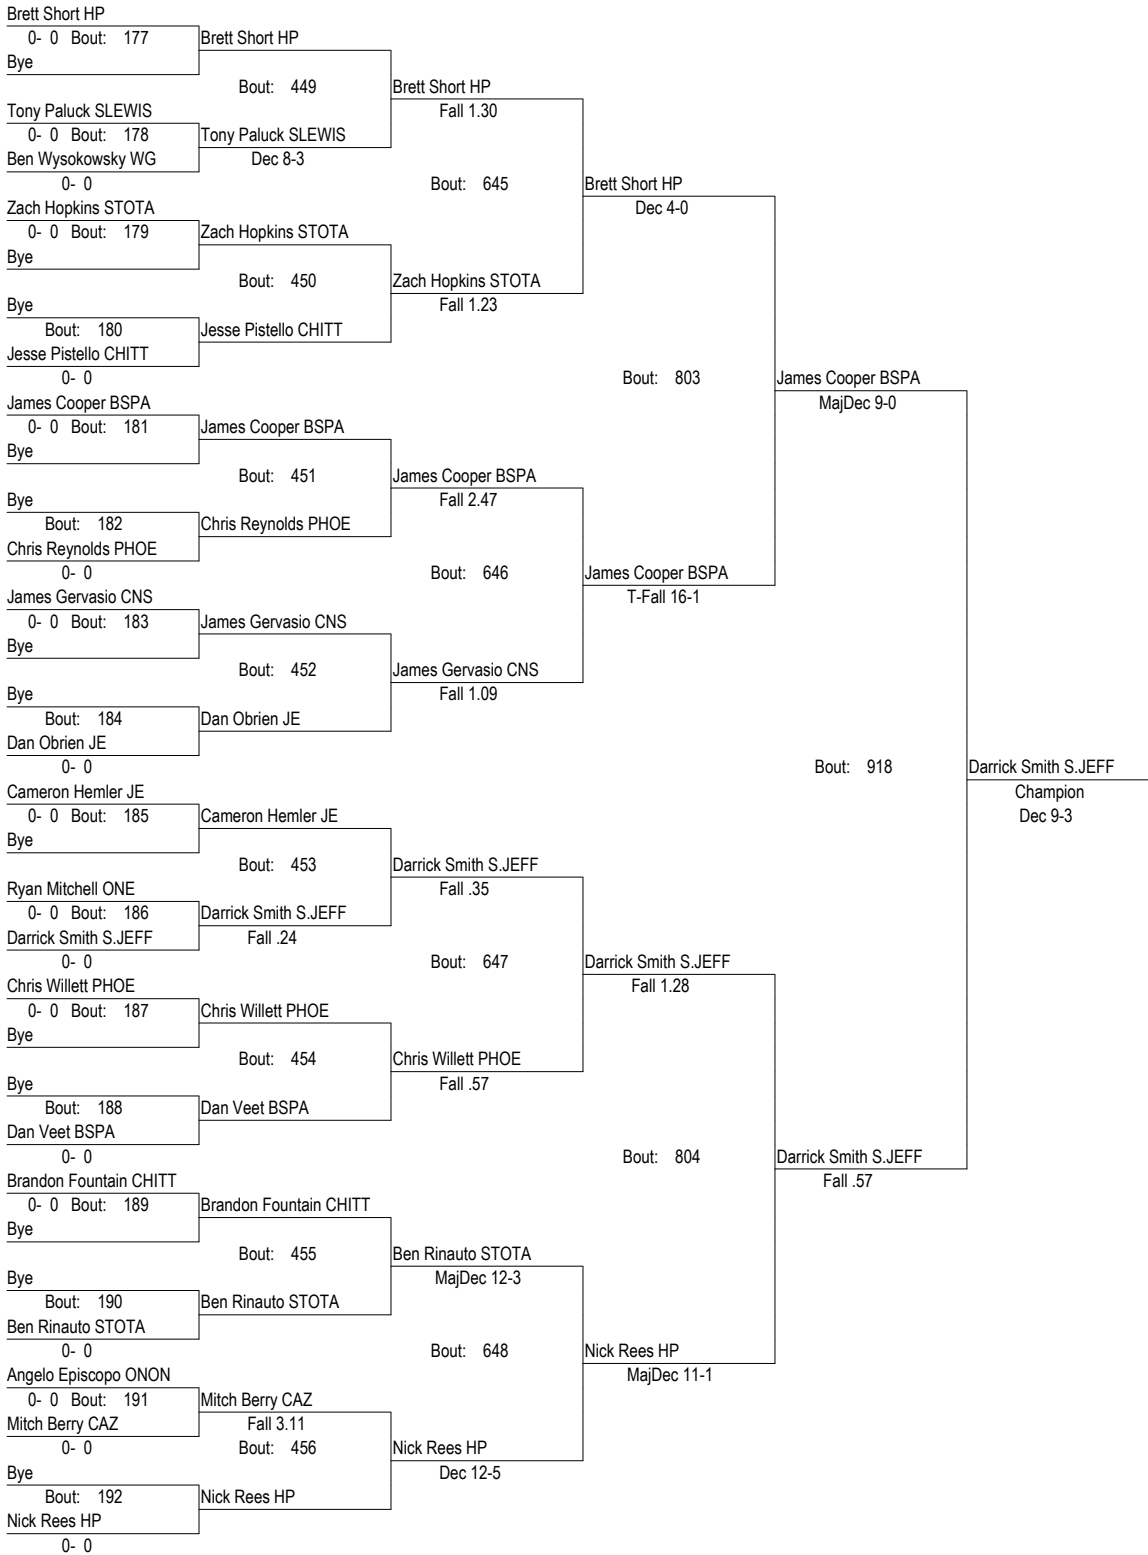 Brett Short HP
0- 0 Bout: 177 Brett Short HP
Bye
Bout: 449 Brett Short HP
Tony Paluck SLEWIS Fall 1.30
0- 0 Bout: 178 Tony Paluck SLEWIS
Ben Wysokowsky WG Dec 8-3
0- 0 Bout: 645 Brett Short HP
Zach Hopkins STOTA Dec 4-0
0- 0 Bout: 179 Zach Hopkins STOTA
Bye
Bout: 450 Zach Hopkins STOTA
Bye Fall 1.23
Bout: 180 Jesse Pistello CHITT
Jesse Pistello CHITT
0- 0 Bout: 803 James Cooper BSPA
James Cooper BSPA MajDec 9-0
0- 0 Bout: 181 James Cooper BSPA
Bye
Bout: 451 James Cooper BSPA
Bye Fall 2.47
Bout: 182 Chris Reynolds PHOE
Chris Reynolds PHOE
0- 0 Bout: 646 James Cooper BSPA
James Gervasio CNS T-Fall 16-1
0- 0 Bout: 183 James Gervasio CNS
Bye
Bout: 452 James Gervasio CNS
Bye Fall 1.09
Bout: 184 Dan Obrien JE
Dan Obrien JE
0- 0 Bout: 918 Darrick Smith S.JEFF
Cameron Hemler JE Champion
0- 0 Bout: 185 Cameron Hemler JE Dec 9-3
Bye
Bout: 453 Darrick Smith S.JEFF
Ryan Mitchell ONE Fall .35
0- 0 Bout: 186 Darrick Smith S.JEFF
Darrick Smith S.JEFF Fall .24
0- 0 Bout: 647 Darrick Smith S.JEFF
Chris Willett PHOE Fall 1.28
0- 0 Bout: 187 Chris Willett PHOE
Bye
Bout: 454 Chris Willett PHOE
Bye Fall .57
Bout: 188 Dan Veet BSPA
Dan Veet BSPA
0- 0 Bout: 804 Darrick Smith S.JEFF
Brandon Fountain CHITT Fall .57
0- 0 Bout: 189 Brandon Fountain CHITT
Bye
Bout: 455 Ben Rinauto STOTA
Bye MajDec 12-3
Bout: 190 Ben Rinauto STOTA
Ben Rinauto STOTA
0- 0 Bout: 648 Nick Rees HP
Angelo Episcopo ONON MajDec 11-1
0- 0 Bout: 191 Mitch Berry CAZ
Mitch Berry CAZ Fall 3.11
0- 0 Bout: 456 Nick Rees HP
Bye Dec 12-5
Bout: 192 Nick Rees HP
Nick Rees HP
0- 0